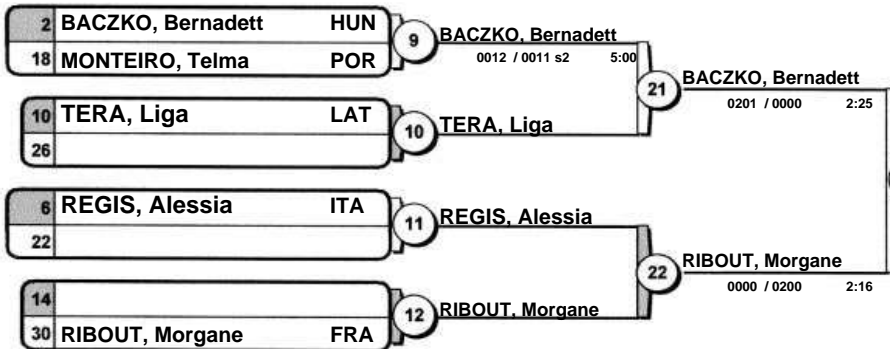 2 BACZKO, Bernadett HUN
18 MONTEIRO, Telma POR
9 BACZKO, Bernadett
0012 / 0011 s2 5:00
10 TERA, Liga LAT
26
10 TERA, Liga
21 BACZKO, Bernadett
0201 / 0000 2:25
6 REGIS, Alessia ITA
22
11 REGIS, Alessia
14
30 RIBOUT, Morgane FRA
12 RIBOUT, Morgane
22 RIBOUT, Morgane
0000 / 0200 2:16